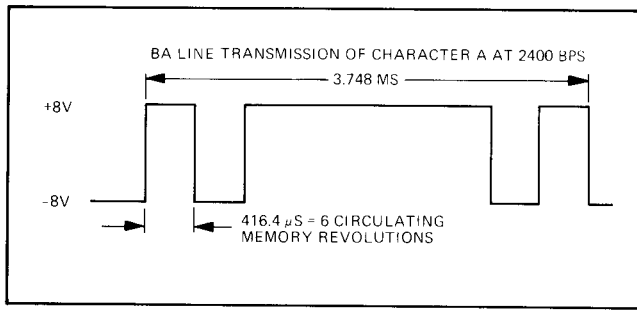 BA LINE TRANSMISSION OF CHARACTER A AT 2400 BPS
3.748 MS
+8V
-8V
416.4 μS = 6 CIRCULATING
MEMORY REVOLUTIONS